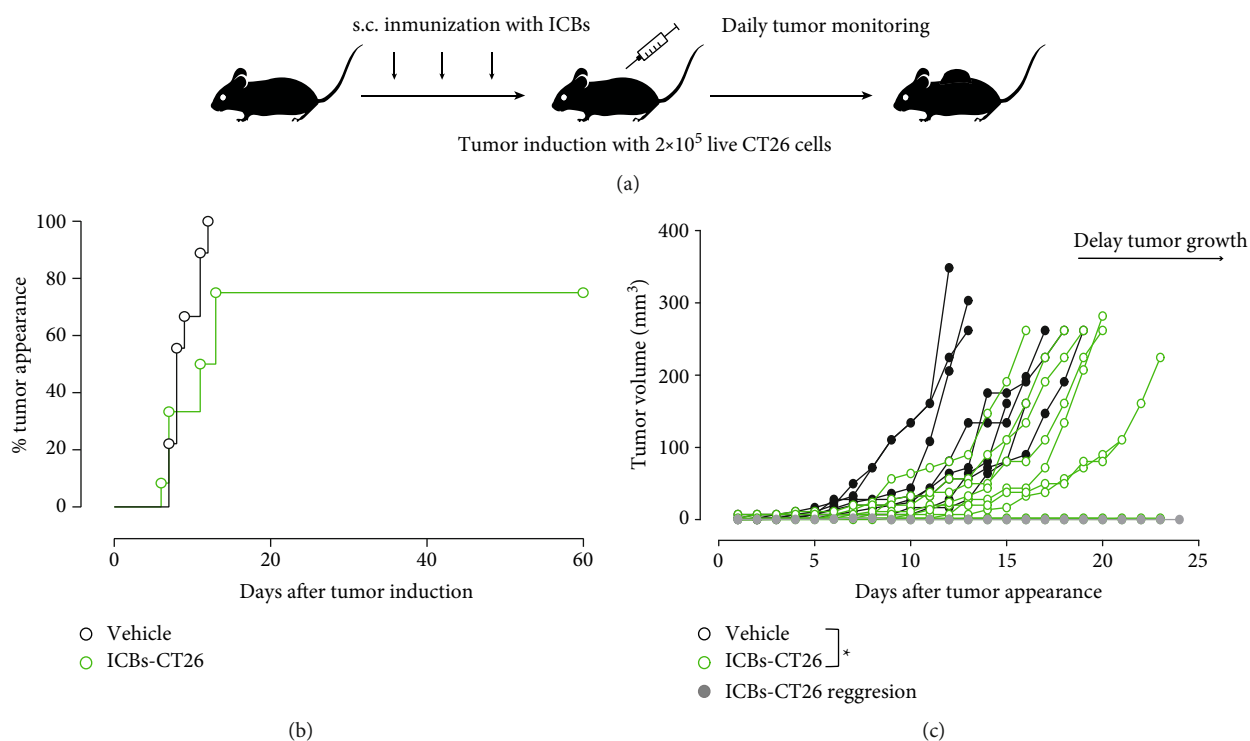 s.c. inmunization with ICBs
Daily tumor monitoring
Tumor induction with 2×10⁵ live CT26 cells
(a)
% tumor appearance
100
80
60
40
20
0
0 20 40 60
Days after tumor induction
Vehicle
ICBs-CT26
(b)
Tumor volume (mm³)
400
300
200
100
0
Delay tumor growth
0 5 10 15 20 25
Days after tumor appearance
Vehicle
ICBs-CT26
*
ICBs-CT26 reggresion
(c)